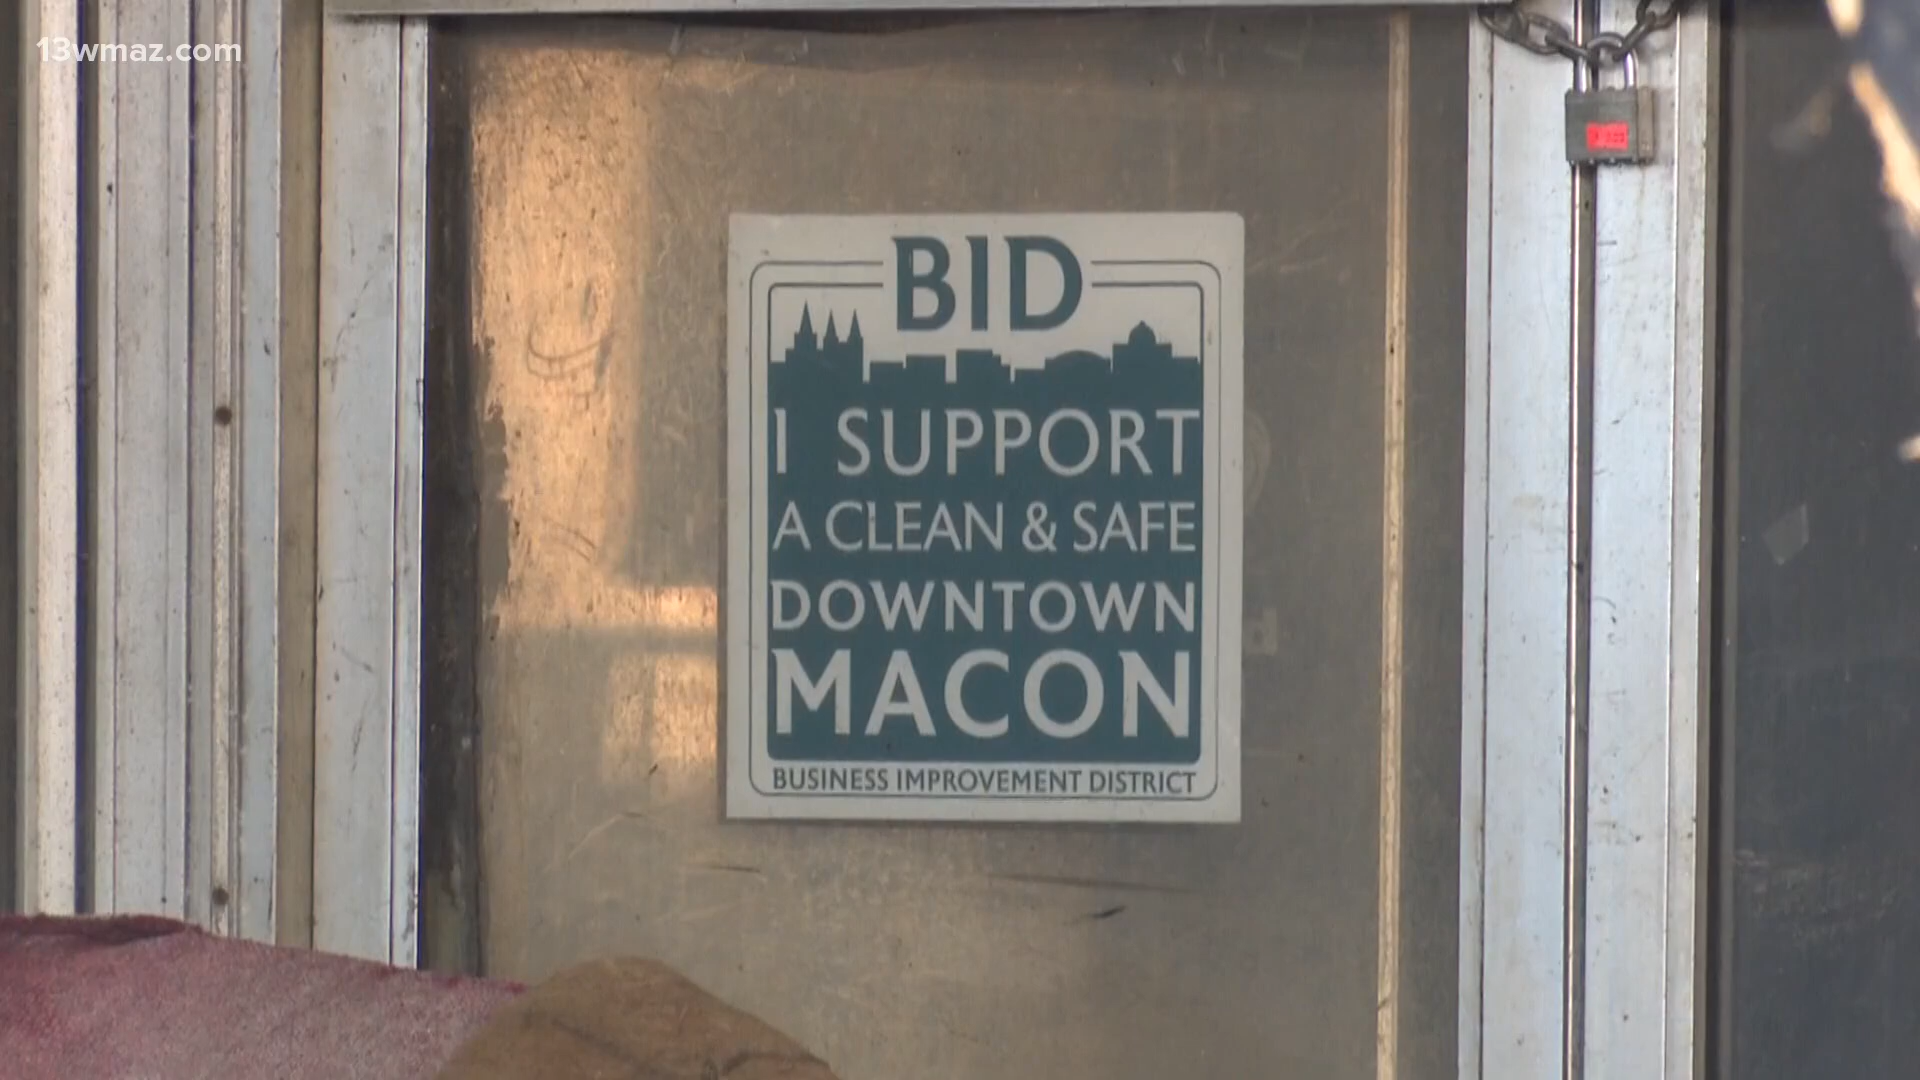 13wmaz.com
BID
I SUPPORT
A CLEAN & SAFE
DOWNTOWN
MACON
BUSINESS IMPROVEMENT DISTRICT